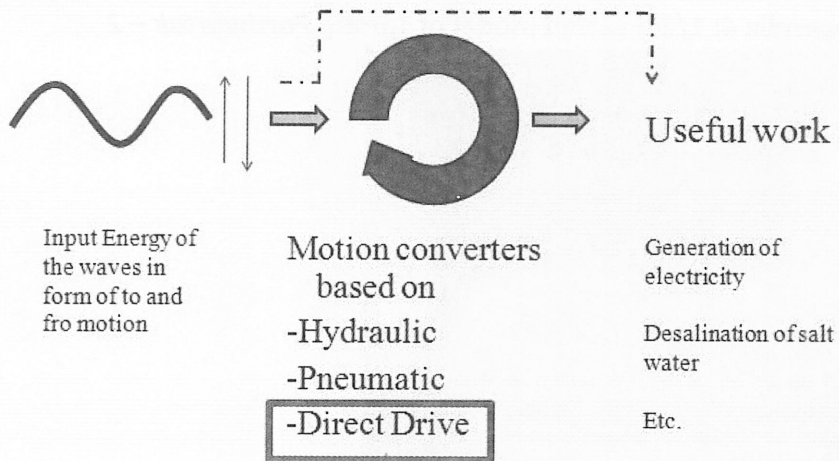 Useful work
Input Energy of
the waves in
form of to and
fro motion
Motion converters
based on
-Hydraulic
-Pneumatic
-Direct Drive
Generation of
electricity
Desalination of salt
water
Etc.